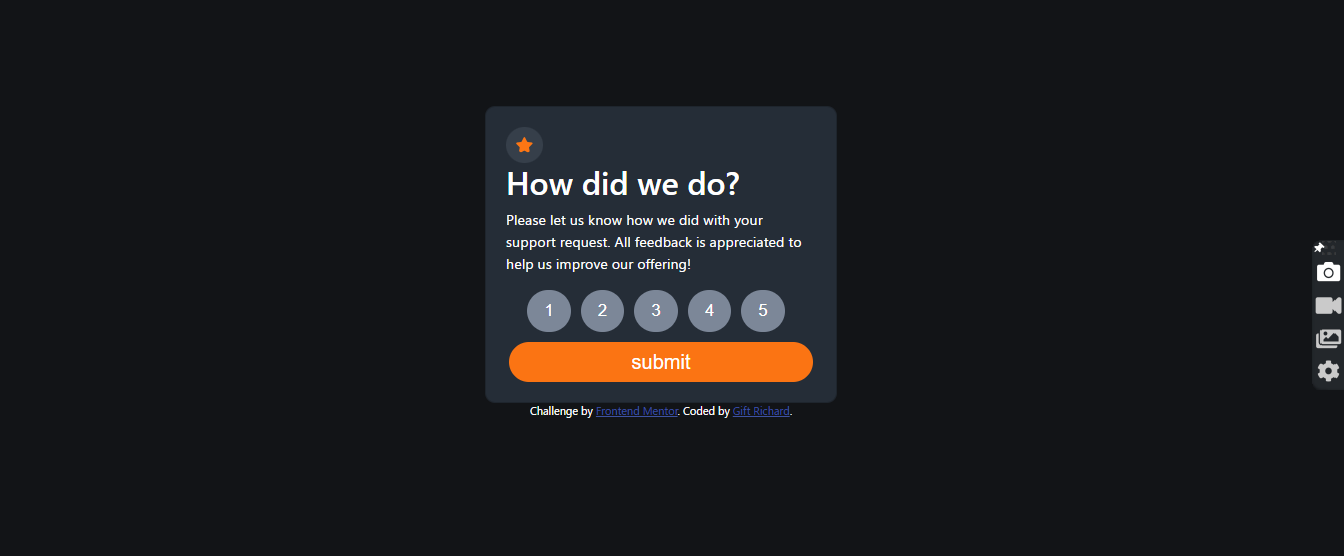 How did we do?
Please let us know how we did with your
support request. All feedback is appreciated to
help us improve our offering!
1 2 3 4 5
submit
Challenge by Frontend Mentor. Coded by Gift Richard.